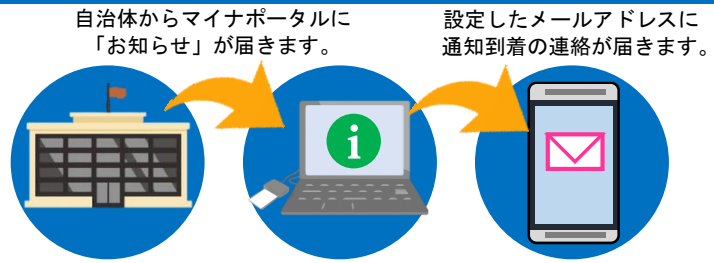 自治体からマイナポータルに
「お知らせ」が届きます。
設定したメールアドレスに
通知到着の連絡が届きます。
i